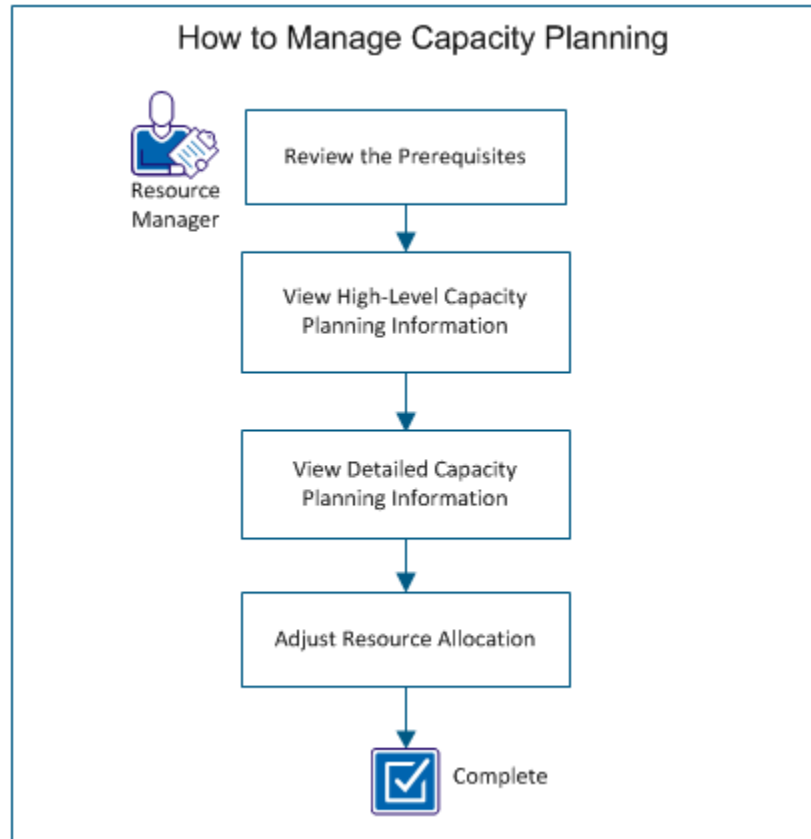 How to Manage Capacity Planning
Resource
Manager
Review the Prerequisites
View High-Level Capacity
Planning Information
View Detailed Capacity
Planning Information
Adjust Resource Allocation
Complete